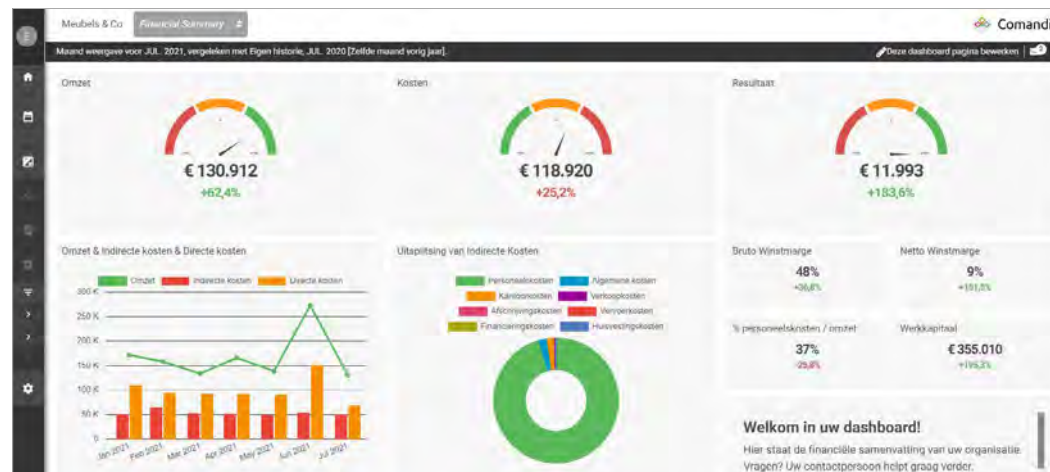 Meubels & Co
Financial Summary
Comandi
Maand weergave voor JUL. 2021, vergeleken met Eigen historie, JUL. 2020 [Zelfde maand vorig jaar].
Deze dashboard pagina bewerken
Omzet
€ 130.912
+62,4%
Kosten
€ 118.920
+25,2%
Resultaat
€ 11.993
+183,6%
Omzet & Indirecte kosten & Directe kosten
Omzet
Indirecte kosten
Directe kosten
300 K
250 K
200 K
150 K
100 K
50 K
0
Jan 2021
Feb 2021
Mar 2021
Apr 2021
May 2021
Jun 2021
Jul 2021
Uitsplitsing van Indirecte Kosten
Personeelskosten
Algemene kosten
Kantoorkosten
Verkoopkosten
Afschrijvingskosten
Vervoerkosten
Financieringskosten
Huisvestingskosten
Bruto Winstmarge
48%
+36,8%
Netto Winstmarge
9%
% personeelskosten / omzet
37%
-25,8%
Werkkapitaal
€ 355.010
Welkom in uw dashboard!
Hier staat de financiële samenvatting van uw organisatie.
Vragen? Uw contactpersoon helpt graag verder.